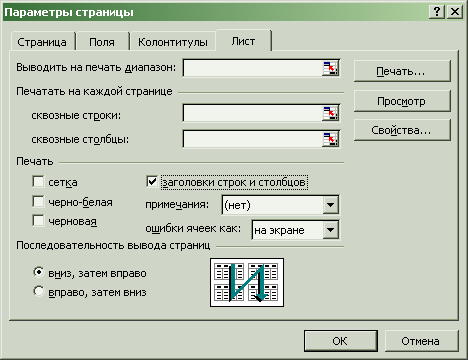 Параметры страницы
Страница Поля Колонтитулы Лист
Выводить на печать диапазон:
Печать...
Печатать на каждой странице
Просмотр
сквозные строки:
Свойства...
сквозные столбцы:
Печать
сетка
заголовки строк и столбцов
черно-белая
примечания: (нет)
черновая
ошибки ячеек как: на экране
Последовательность вывода страниц
вниз, затем вправо
вправо, затем вниз
ОК Отмена